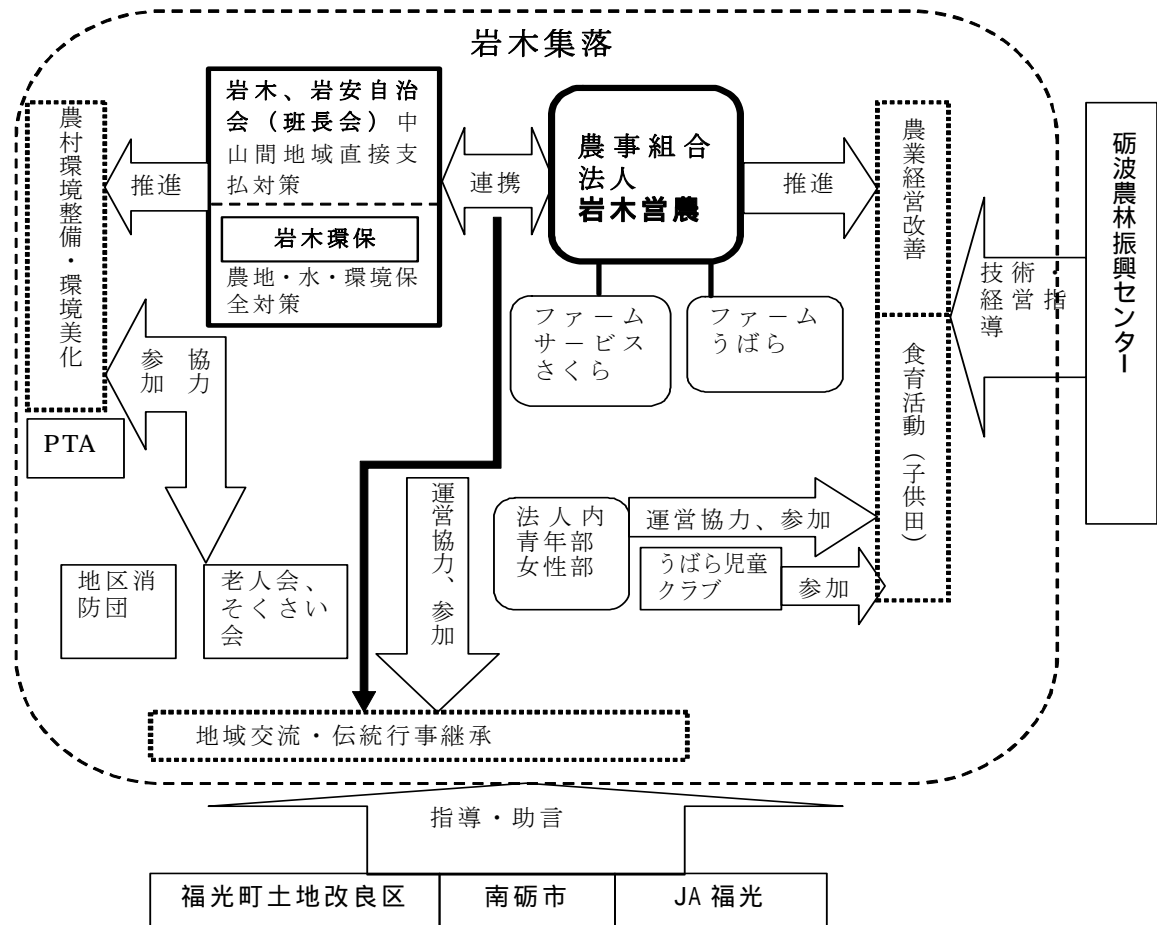 岩木集落
岩木、岩安自治
会（班長会）中
山間地域直接支
払対策
岩木環保
農地・水・環境保
全対策
農村環境整備・環境美化
推進
連携
農事組合
法人
岩木営農
推進
農業経営改善
砺波農林振興センター
技術・
経営指
導
ファーム
サービス
さくら
ファーム
うばら
食育活動（子供田）
参加
協力
PTA
地区消
防団
老人会、
そくさい
会
運営協力、参加
法人内
青年部
女性部
運営協力、参加
うばら児童
クラブ
参加
地域交流・伝統行事継承
指導・助言
福光町土地改良区
南砺市
JA 福光